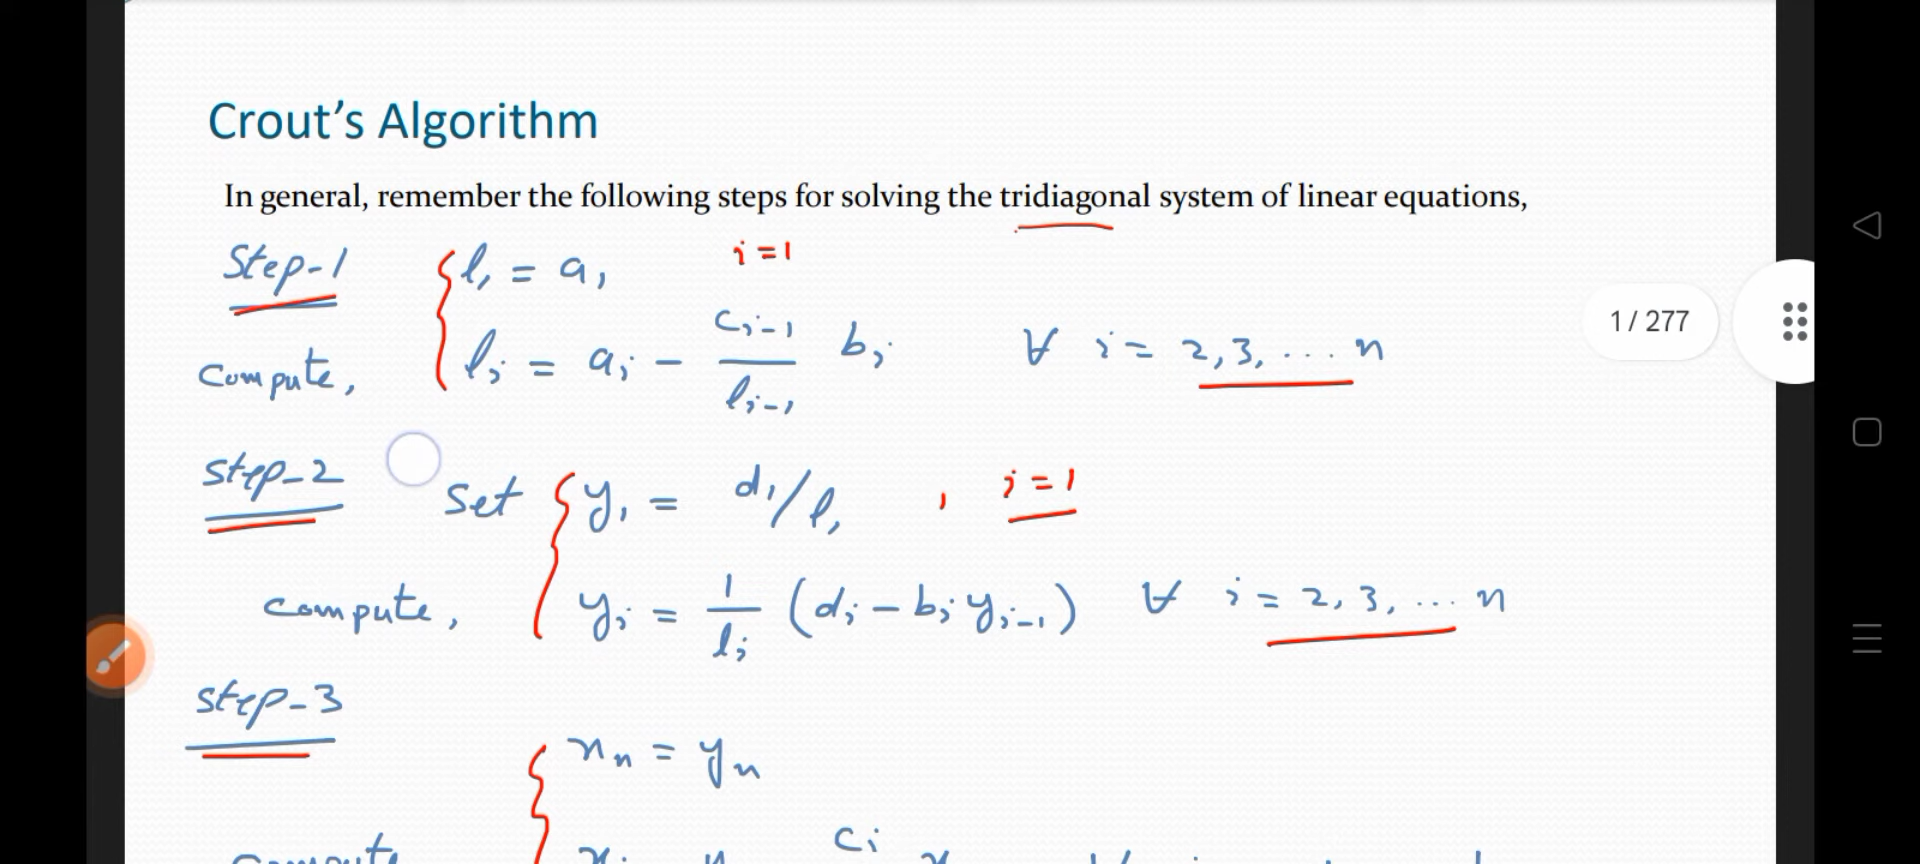 Crout's Algorithm
In general, remember the following steps for solving the tridiagonal system of linear equations,
Step-1 l₁ = a₁ i=1
compute, lᵢ = aᵢ − cᵢ₋₁/lᵢ₋₁ bᵢ ∀ i = 2,3, ... n
1 / 277
Step-2 Set y₁ = d₁/l₁ , i=1
compute, yᵢ = 1/lᵢ (dᵢ − bᵢ yᵢ₋₁) ∀ i = 2,3, ... n
Step-3
xₙ = yₙ
cᵢ